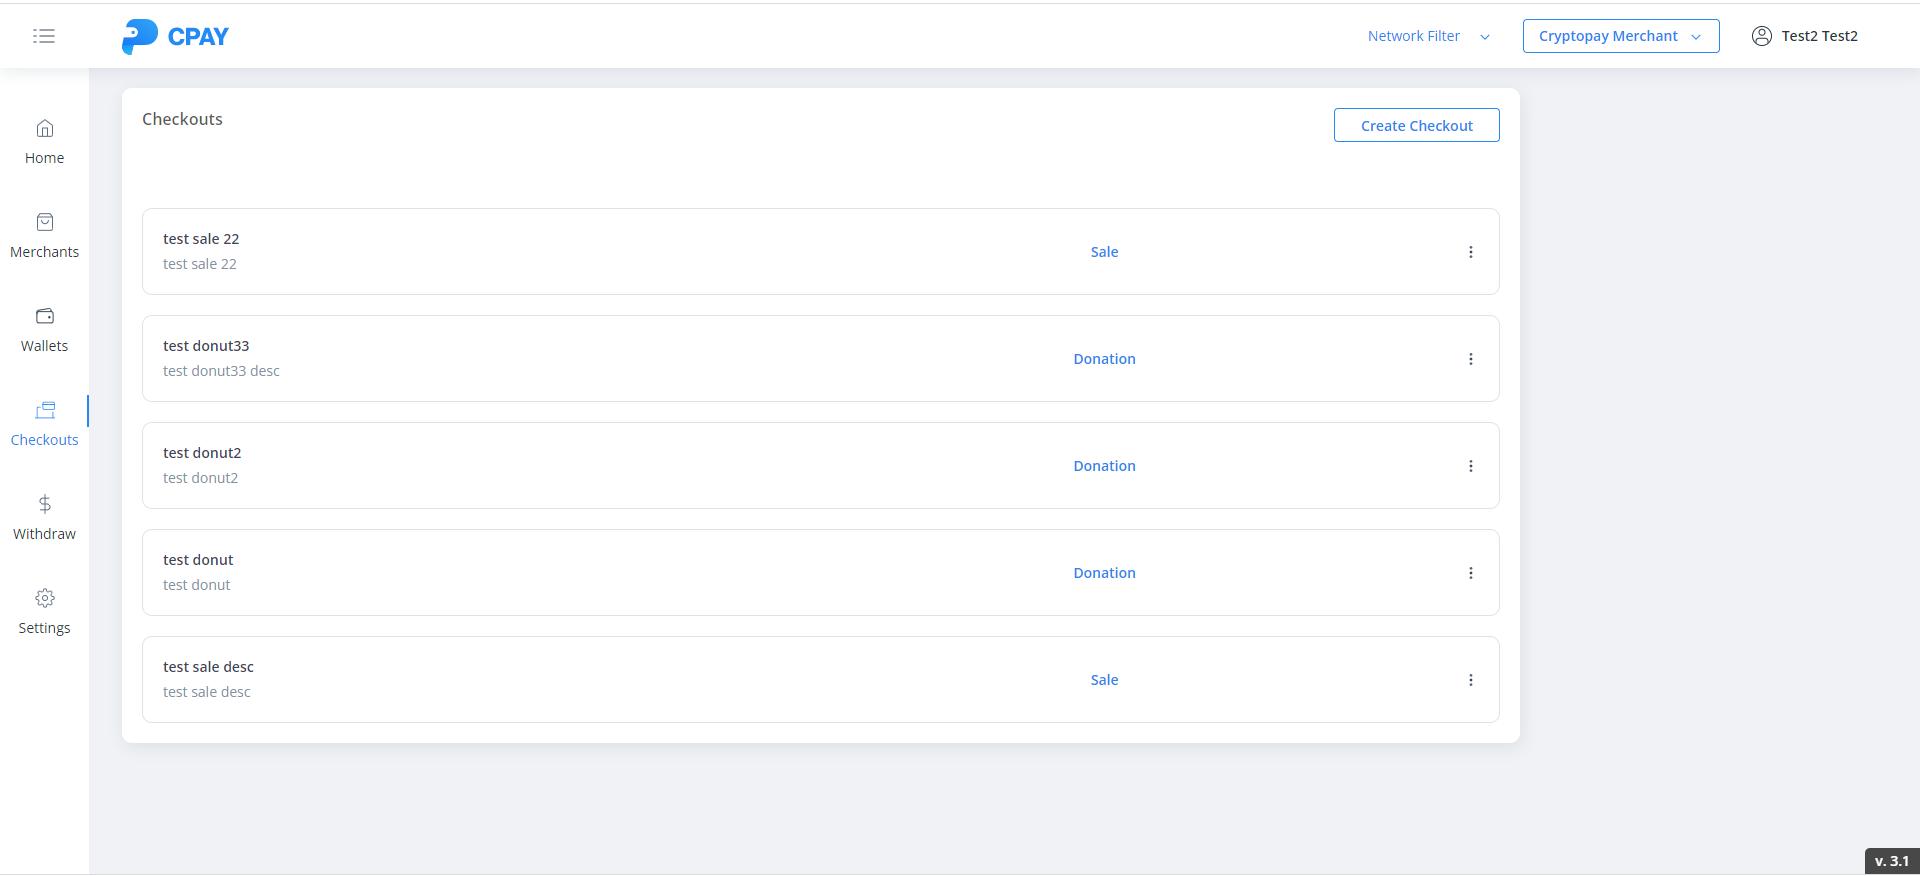 CPAY
Network Filter
Cryptopay Merchant
Test2 Test2
Home
Merchants
Wallets
Checkouts
Withdraw
Settings
Checkouts
Create Checkout
test sale 22
test sale 22
Sale
test donut33
test donut33 desc
Donation
test donut2
test donut2
Donation
test donut
test donut
Donation
test sale desc
test sale desc
Sale
v. 3.1